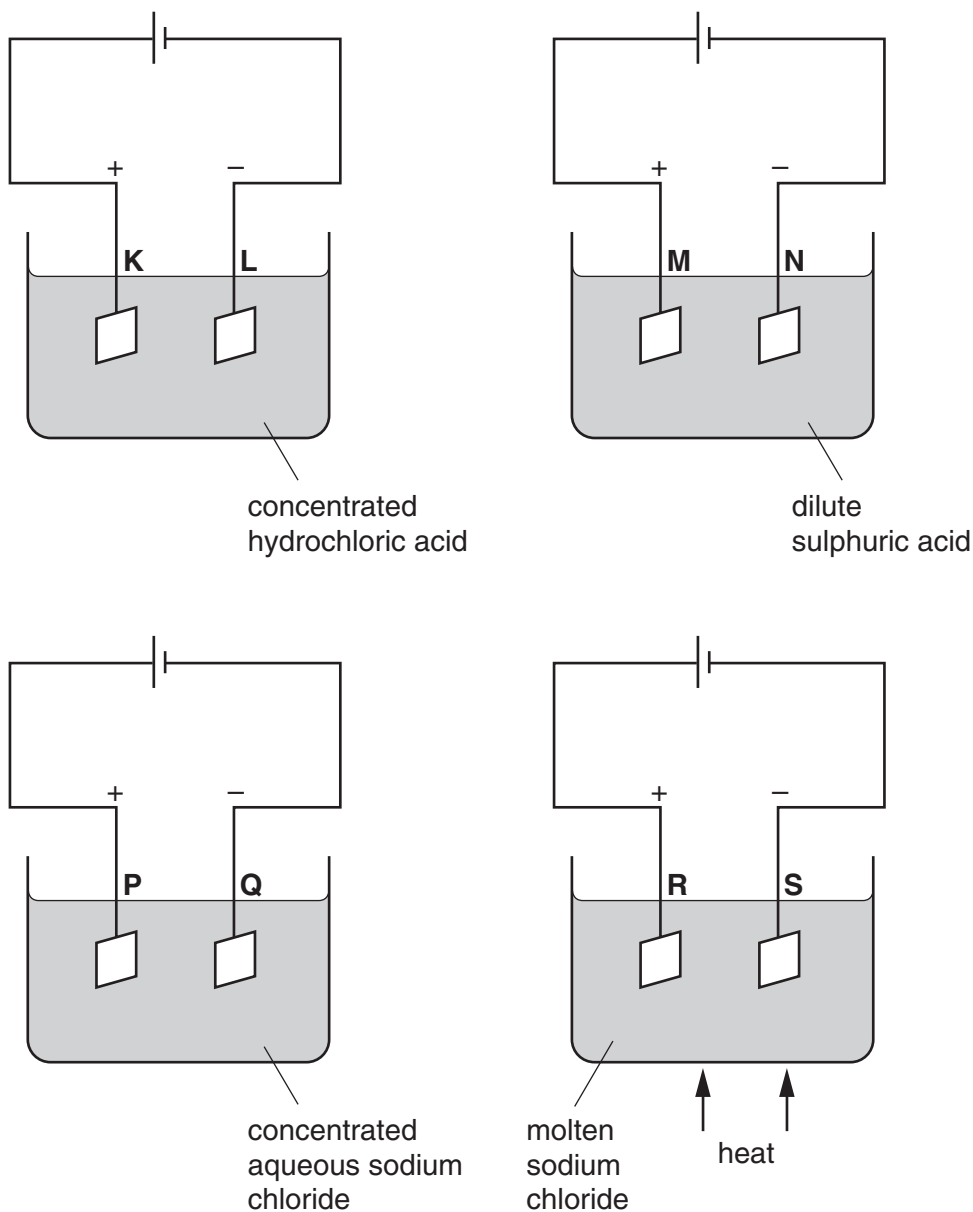 + −
K L
concentrated
hydrochloric acid
+ −
M N
dilute
sulphuric acid
+ −
P Q
concentrated
aqueous sodium
chloride
+ −
R S
molten
sodium
chloride
heat